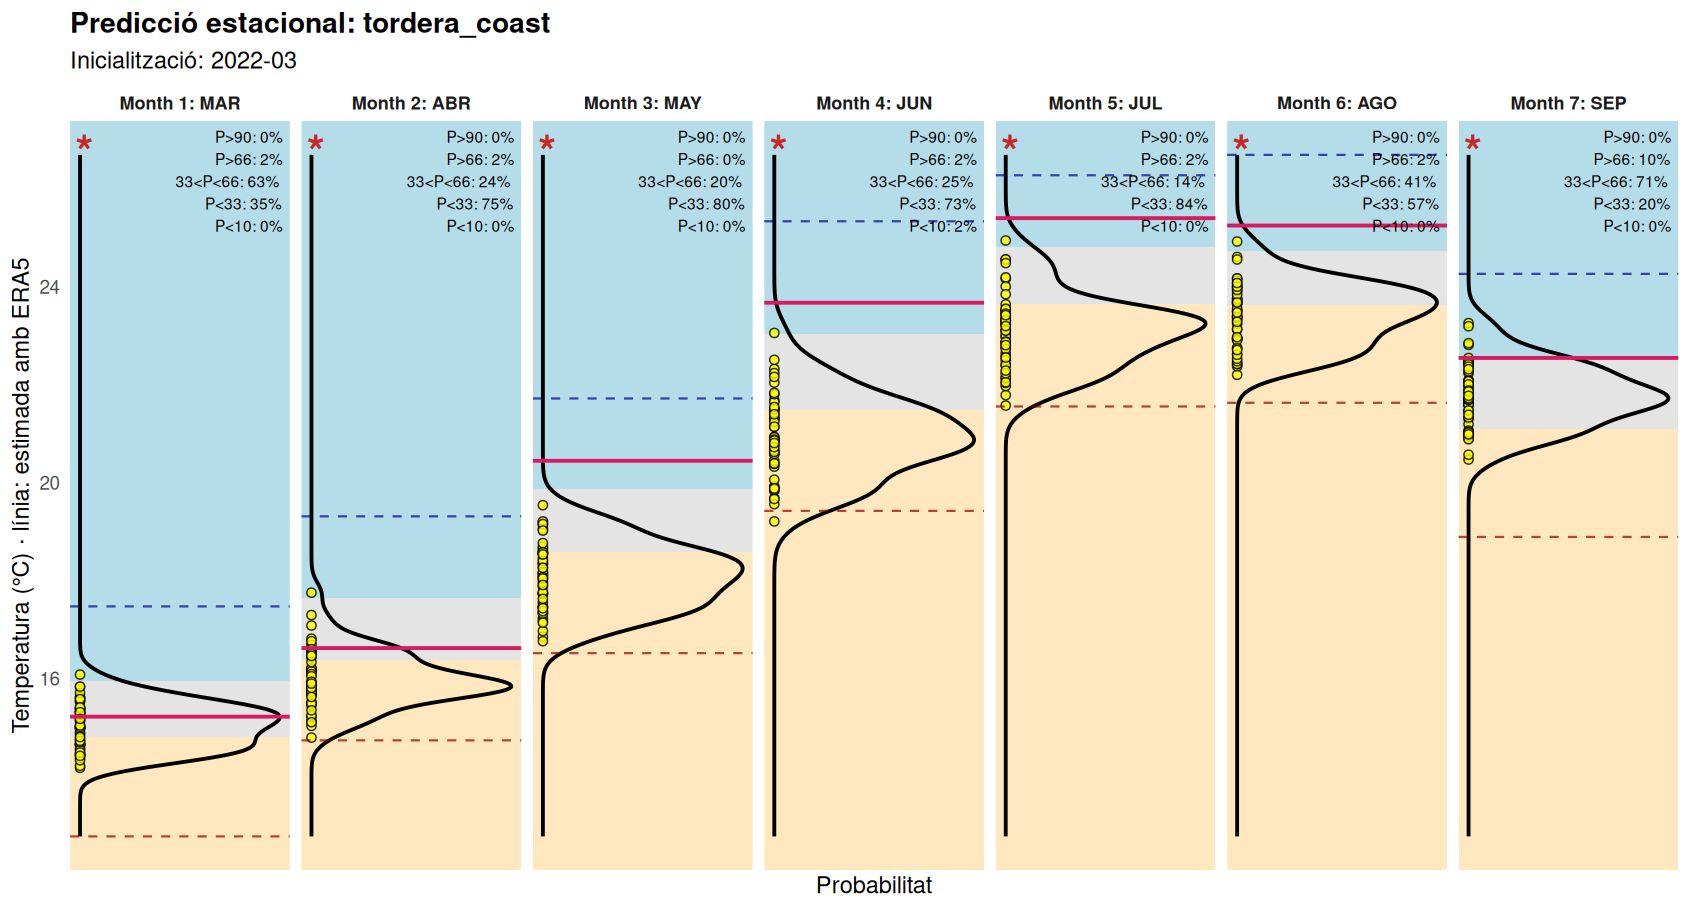 Predicció estacional: tordera_coast
Inicialització: 2022-03
Month 1: MAR
Month 2: ABR
Month 3: MAY
Month 4: JUN
Month 5: JUL
Month 6: AGO
Month 7: SEP
*
P>90: 0%
P>66: 2%
33<P<66: 63%
P<33: 35%
P<10: 0%
*
P>90: 0%
P>66: 2%
33<P<66: 24%
P<33: 75%
P<10: 0%
*
P>90: 0%
P>66: 0%
33<P<66: 20%
P<33: 80%
P<10: 0%
*
P>90: 0%
P>66: 2%
33<P<66: 25%
P<33: 73%
P<10: 2%
*
P>90: 0%
P>66: 2%
33<P<66: 14%
P<33: 84%
P<10: 0%
*
P>90: 0%
P>66: 2%
33<P<66: 41%
P<33: 57%
P<10: 0%
*
P>90: 0%
P>66: 10%
33<P<66: 71%
P<33: 20%
P<10: 0%
Temperatura (°C) · línia: estimada amb ERA5
24
20
16
Probabilitat